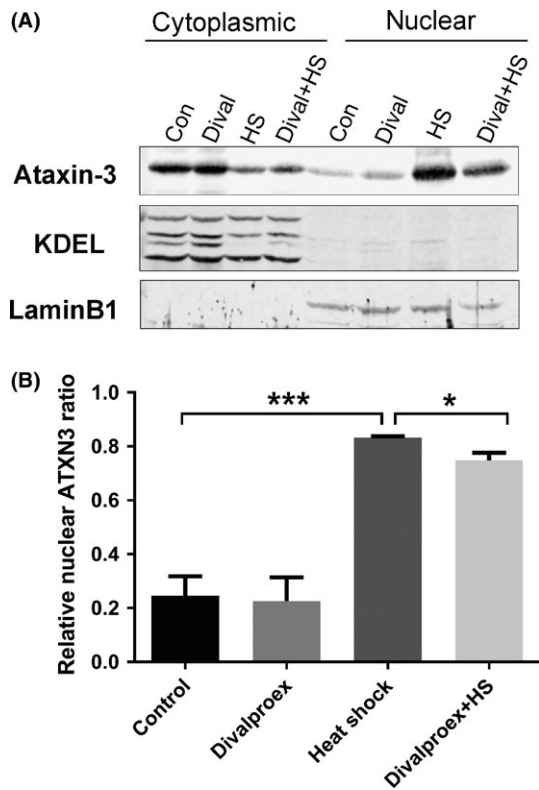 (A)
Cytoplasmic Nuclear
Con Dival HS Dival+HS Con Dival HS Dival+HS
Ataxin-3
KDEL
LaminB1
(B)
*** *
Relative nuclear ATXN3 ratio
1.0
0.8
0.6
0.4
0.2
0.0
Control Divalproex Heat shock Divalproex+HS